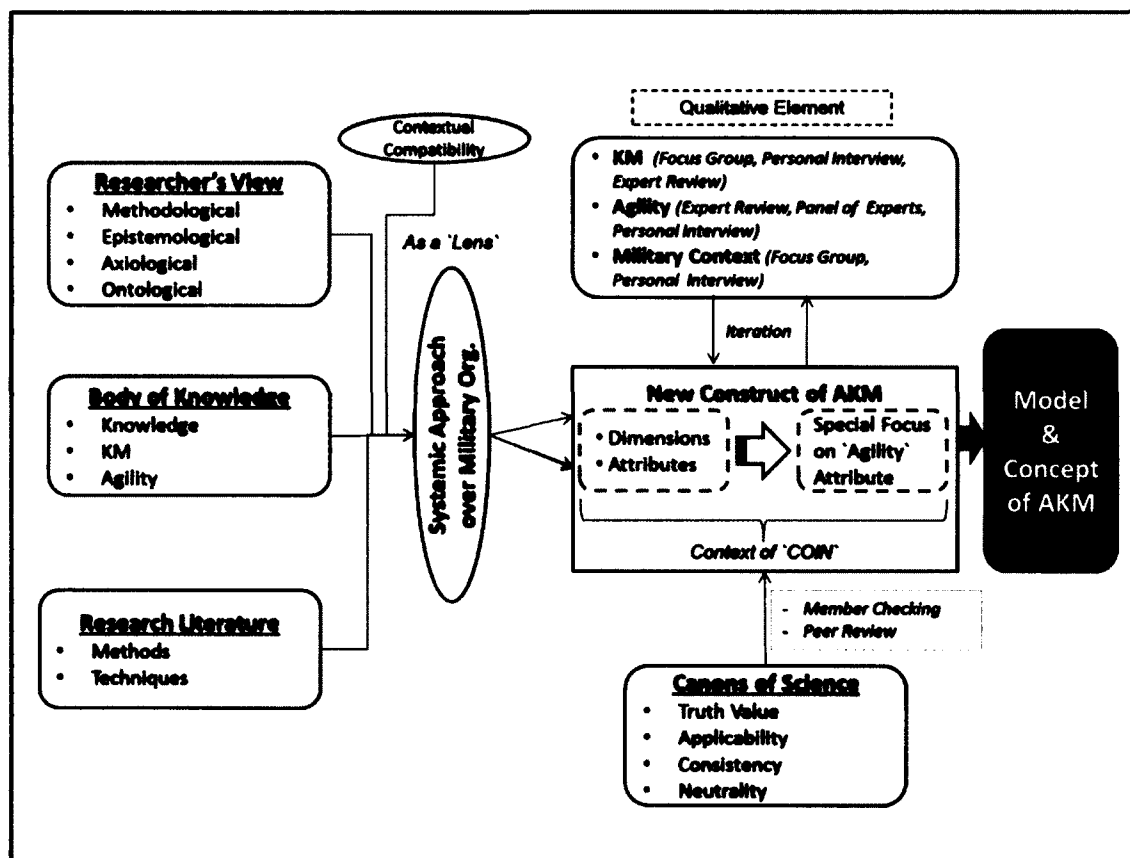 Contextual
Compatibility
Researcher's View
• Methodological
• Epistemological
• Axiological
• Ontological
Body of Knowledge
• Knowledge
• KM
• Agility
Research Literature
• Methods
• Techniques
As a `Lens`
Systemic Approach
over Military Org.
Qualitative Element
• KM (Focus Group, Personal Interview,
Expert Review)
• Agility (Expert Review, Panel of Experts,
Personal Interview)
• Military Context (Focus Group,
Personal Interview)
Iteration
New Construct of AKM
• Dimensions
• Attributes
Special Focus
on `Agility`
Attribute
Context of `COIN`
- Member Checking
- Peer Review
Canons of Science
• Truth Value
• Applicability
• Consistency
• Neutrality
Model
&
Concept
of AKM